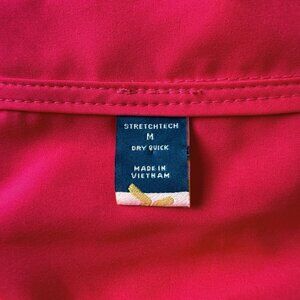 STRETCHTECH
M
DRY QUICK
MADE IN
VIETNAM